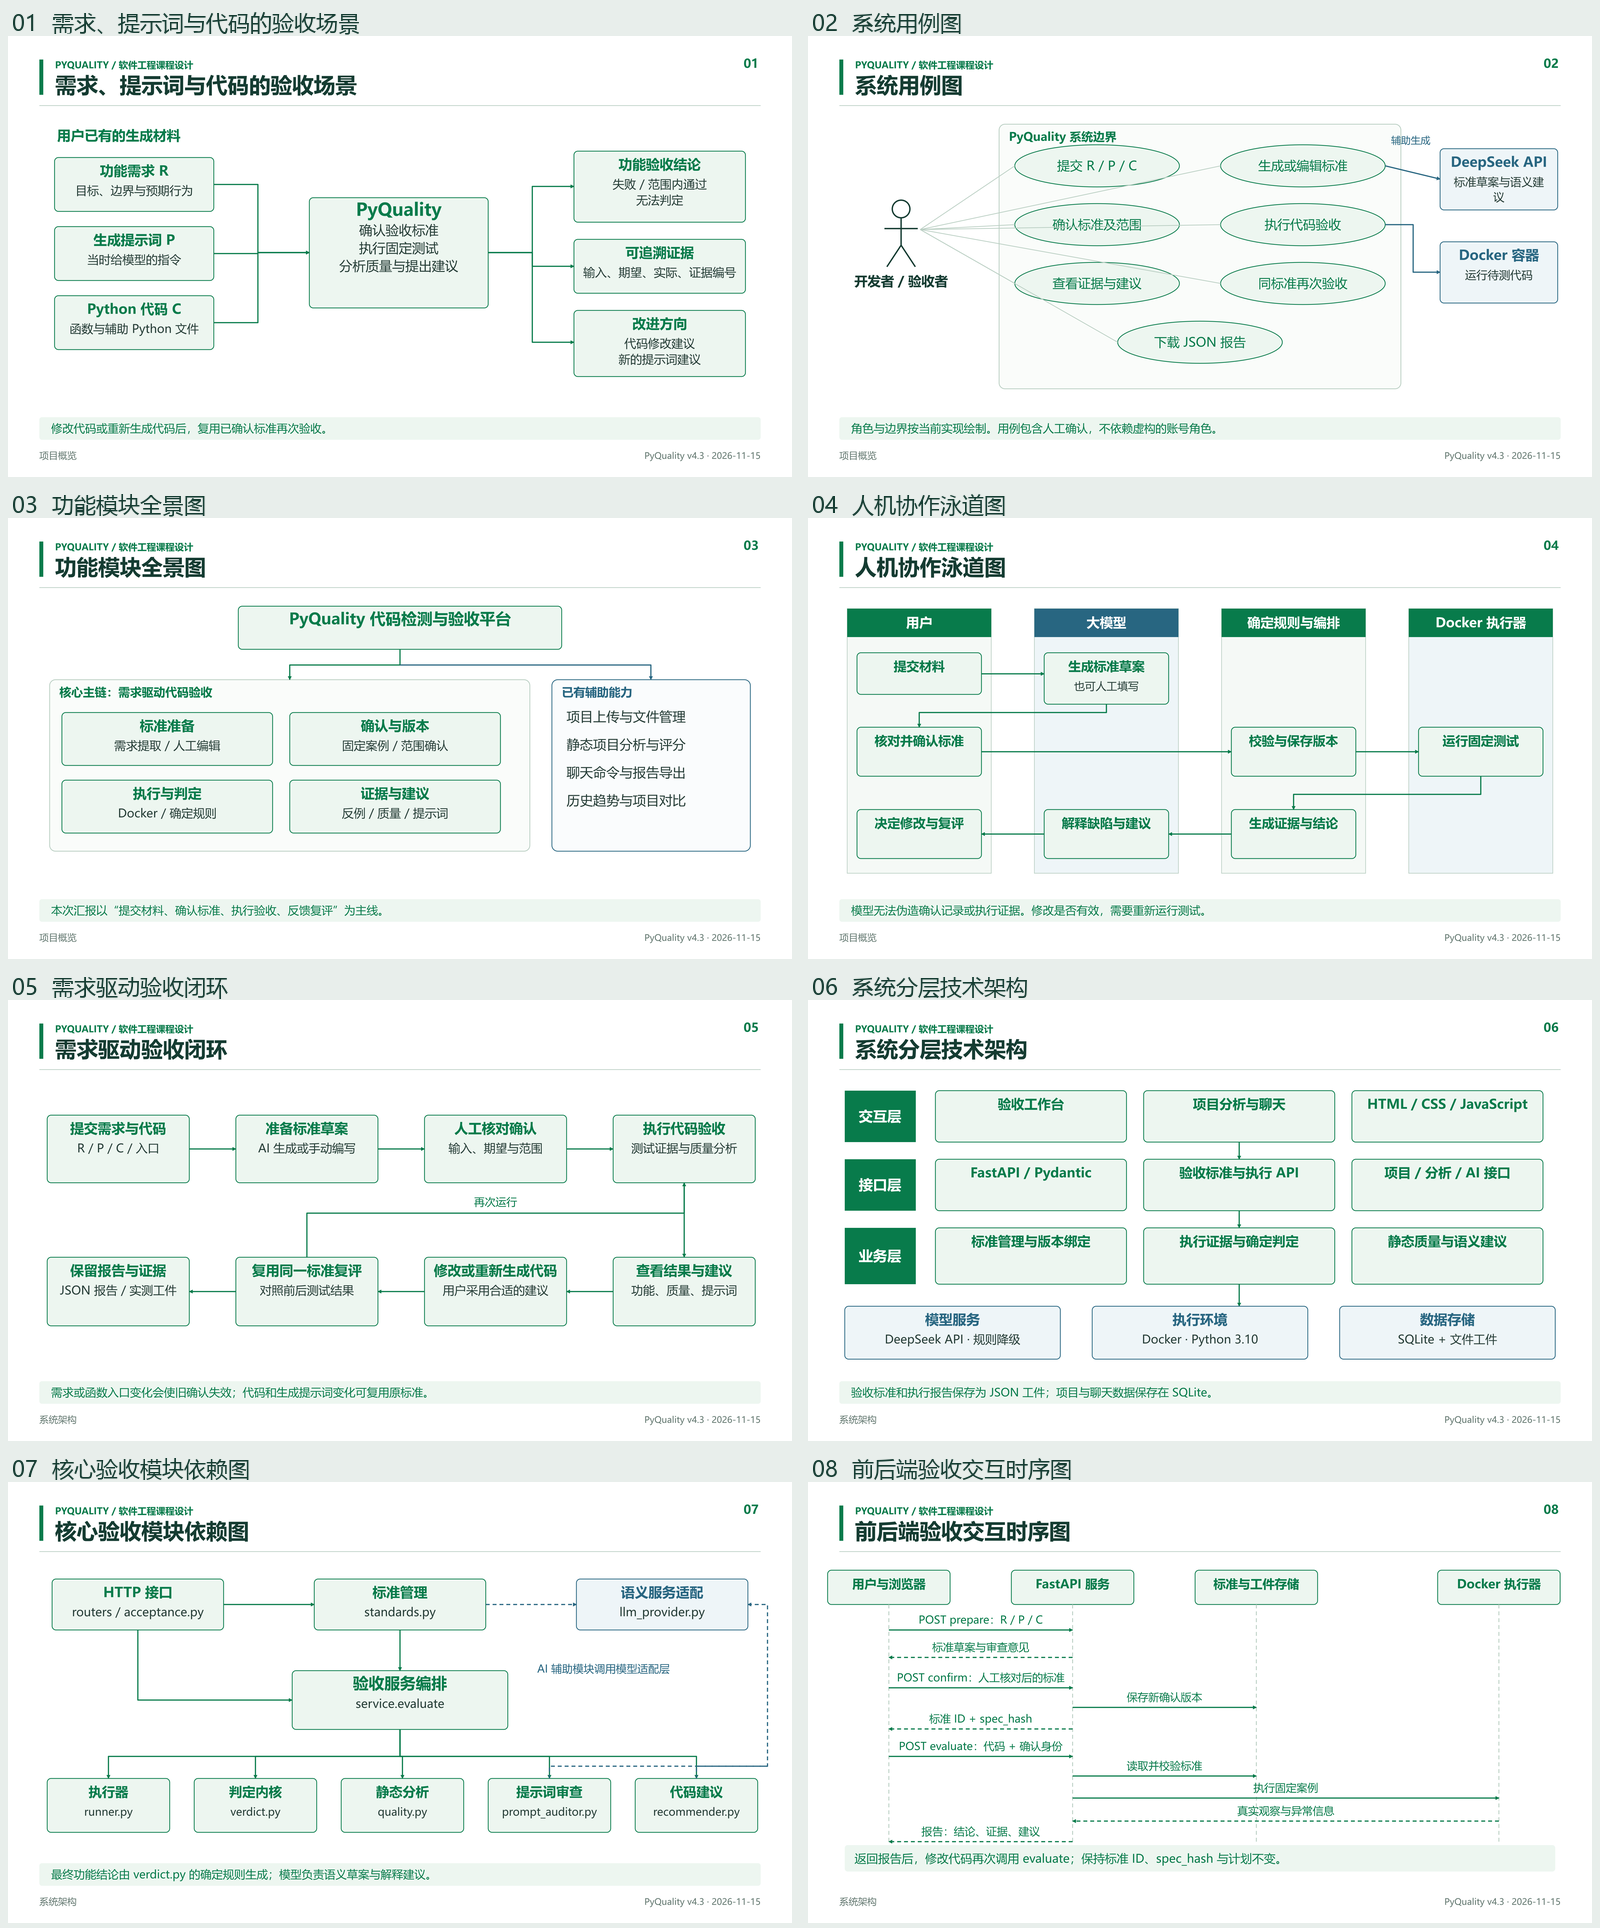 01 需求、提示词与代码的验收场景
PYQUALITY / 软件工程课程设计
01
需求、提示词与代码的验收场景
用户已有的生成材料
功能需求 R
目标、边界与预期行为
生成提示词 P
当时给模型的指令
Python 代码 C
函数与辅助 Python 文件
PyQuality
确认验收标准
执行固定测试
分析质量与提出建议
功能验收结论
失败 / 范围内通过
无法判定
可追溯证据
输入、期望、实际、证据编号
改进方向
代码修改建议
新的提示词建议
修改代码或重新生成代码后，复用已确认标准再次验收。
项目概览
PyQuality v4.3 · 2026-11-15
02 系统用例图
PYQUALITY / 软件工程课程设计
02
系统用例图
PyQuality 系统边界
提交 R / P / C
生成或编辑标准
确认标准及范围
执行代码验收
查看证据与建议
同标准再次验收
下载 JSON 报告
开发者 / 验收者
辅助生成
DeepSeek API
标准草案与语义建
议
Docker 容器
运行待测代码
角色与边界按当前实现绘制。用例包含人工确认，不依赖虚构的账号角色。
项目概览
PyQuality v4.3 · 2026-11-15
03 功能模块全景图
PYQUALITY / 软件工程课程设计
03
功能模块全景图
PyQuality 代码检测与验收平台
核心主链：需求驱动代码验收
标准准备
需求提取 / 人工编辑
确认与版本
固定案例 / 范围确认
执行与判定
Docker / 确定规则
证据与建议
反例 / 质量 / 提示词
已有辅助能力
项目上传与文件管理
静态项目分析与评分
聊天命令与报告导出
历史趋势与项目对比
本次汇报以“提交材料、确认标准、执行验收、反馈复评”为主线。
项目概览
PyQuality v4.3 · 2026-11-15
04 人机协作泳道图
PYQUALITY / 软件工程课程设计
04
人机协作泳道图
用户
大模型
确定规则与编排
Docker 执行器
提交材料
生成标准草案
也可人工填写
核对并确认标准
校验与保存版本
运行固定测试
决定修改与复评
解释缺陷与建议
生成证据与结论
模型无法伪造确认记录或执行证据。修改是否有效，需要重新运行测试。
项目概览
PyQuality v4.3 · 2026-11-15
05 需求驱动验收闭环
PYQUALITY / 软件工程课程设计
05
需求驱动验收闭环
提交需求与代码
R / P / C / 入口
准备标准草案
AI 生成或手动编写
人工核对确认
输入、期望与范围
执行代码验收
测试证据与质量分析
再次运行
保留报告与证据
JSON 报告 / 实测工件
复用同一标准复评
对照前后测试结果
修改或重新生成代码
用户采用合适的建议
查看结果与建议
功能、质量、提示词
需求或函数入口变化会使旧确认失效；代码和生成提示词变化可复用原标准。
系统架构
PyQuality v4.3 · 2026-11-15
06 系统分层技术架构
PYQUALITY / 软件工程课程设计
06
系统分层技术架构
交互层
验收工作台
项目分析与聊天
HTML / CSS / JavaScript
接口层
FastAPI / Pydantic
验收标准与执行 API
项目 / 分析 / AI 接口
业务层
标准管理与版本绑定
执行证据与确定判定
静态质量与语义建议
模型服务
DeepSeek API · 规则降级
执行环境
Docker · Python 3.10
数据存储
SQLite + 文件工件
验收标准和执行报告保存为 JSON 工件；项目与聊天数据保存在 SQLite。
系统架构
PyQuality v4.3 · 2026-11-15
07 核心验收模块依赖图
PYQUALITY / 软件工程课程设计
07
核心验收模块依赖图
HTTP 接口
routers / acceptance.py
标准管理
standards.py
语义服务适配
llm_provider.py
AI 辅助模块调用模型适配层
验收服务编排
service.evaluate
执行器
runner.py
判定内核
verdict.py
静态分析
quality.py
提示词审查
prompt_auditor.py
代码建议
recommender.py
最终功能结论由 verdict.py 的确定规则生成；模型负责语义草案与解释建议。
系统架构
PyQuality v4.3 · 2026-11-15
08 前后端验收交互时序图
PYQUALITY / 软件工程课程设计
08
前后端验收交互时序图
用户与浏览器
FastAPI 服务
标准与工件存储
Docker 执行器
POST prepare：R / P / C
标准草案与审查意见
POST confirm：人工核对后的标准
保存新确认版本
标准 ID + spec_hash
POST evaluate：代码 + 确认身份
读取并校验标准
执行固定案例
真实观察与异常信息
报告：结论、证据、建议
返回报告后，修改代码再次调用 evaluate；保持标准 ID、spec_hash 与计划不变。
系统架构
PyQuality v4.3 · 2026-11-15